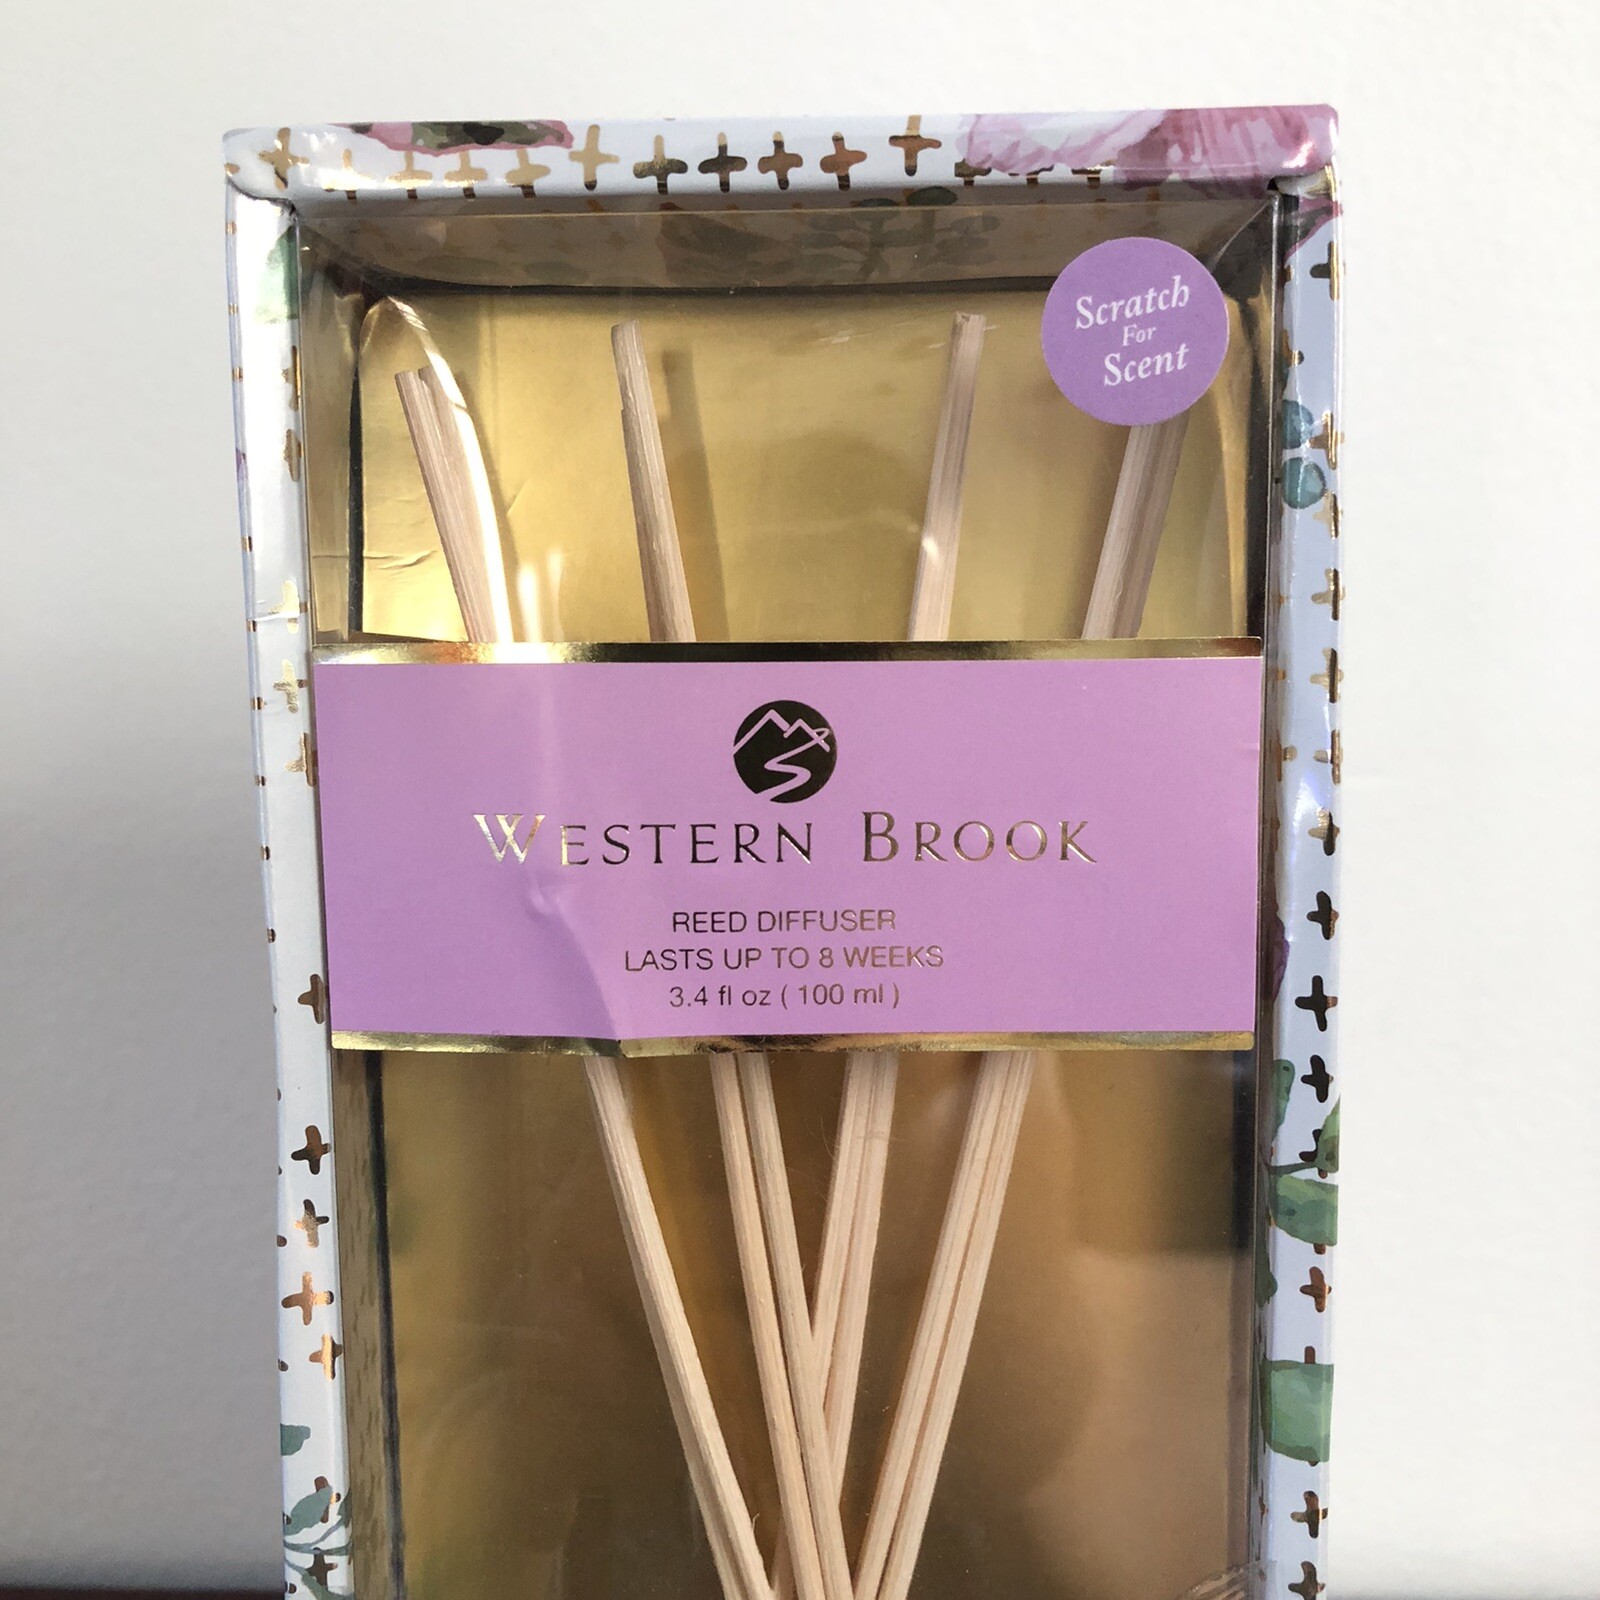 Scratch
For
Scent
WESTERN BROOK
REED DIFFUSER
LASTS UP TO 8 WEEKS
3.4 fl oz ( 100 ml )